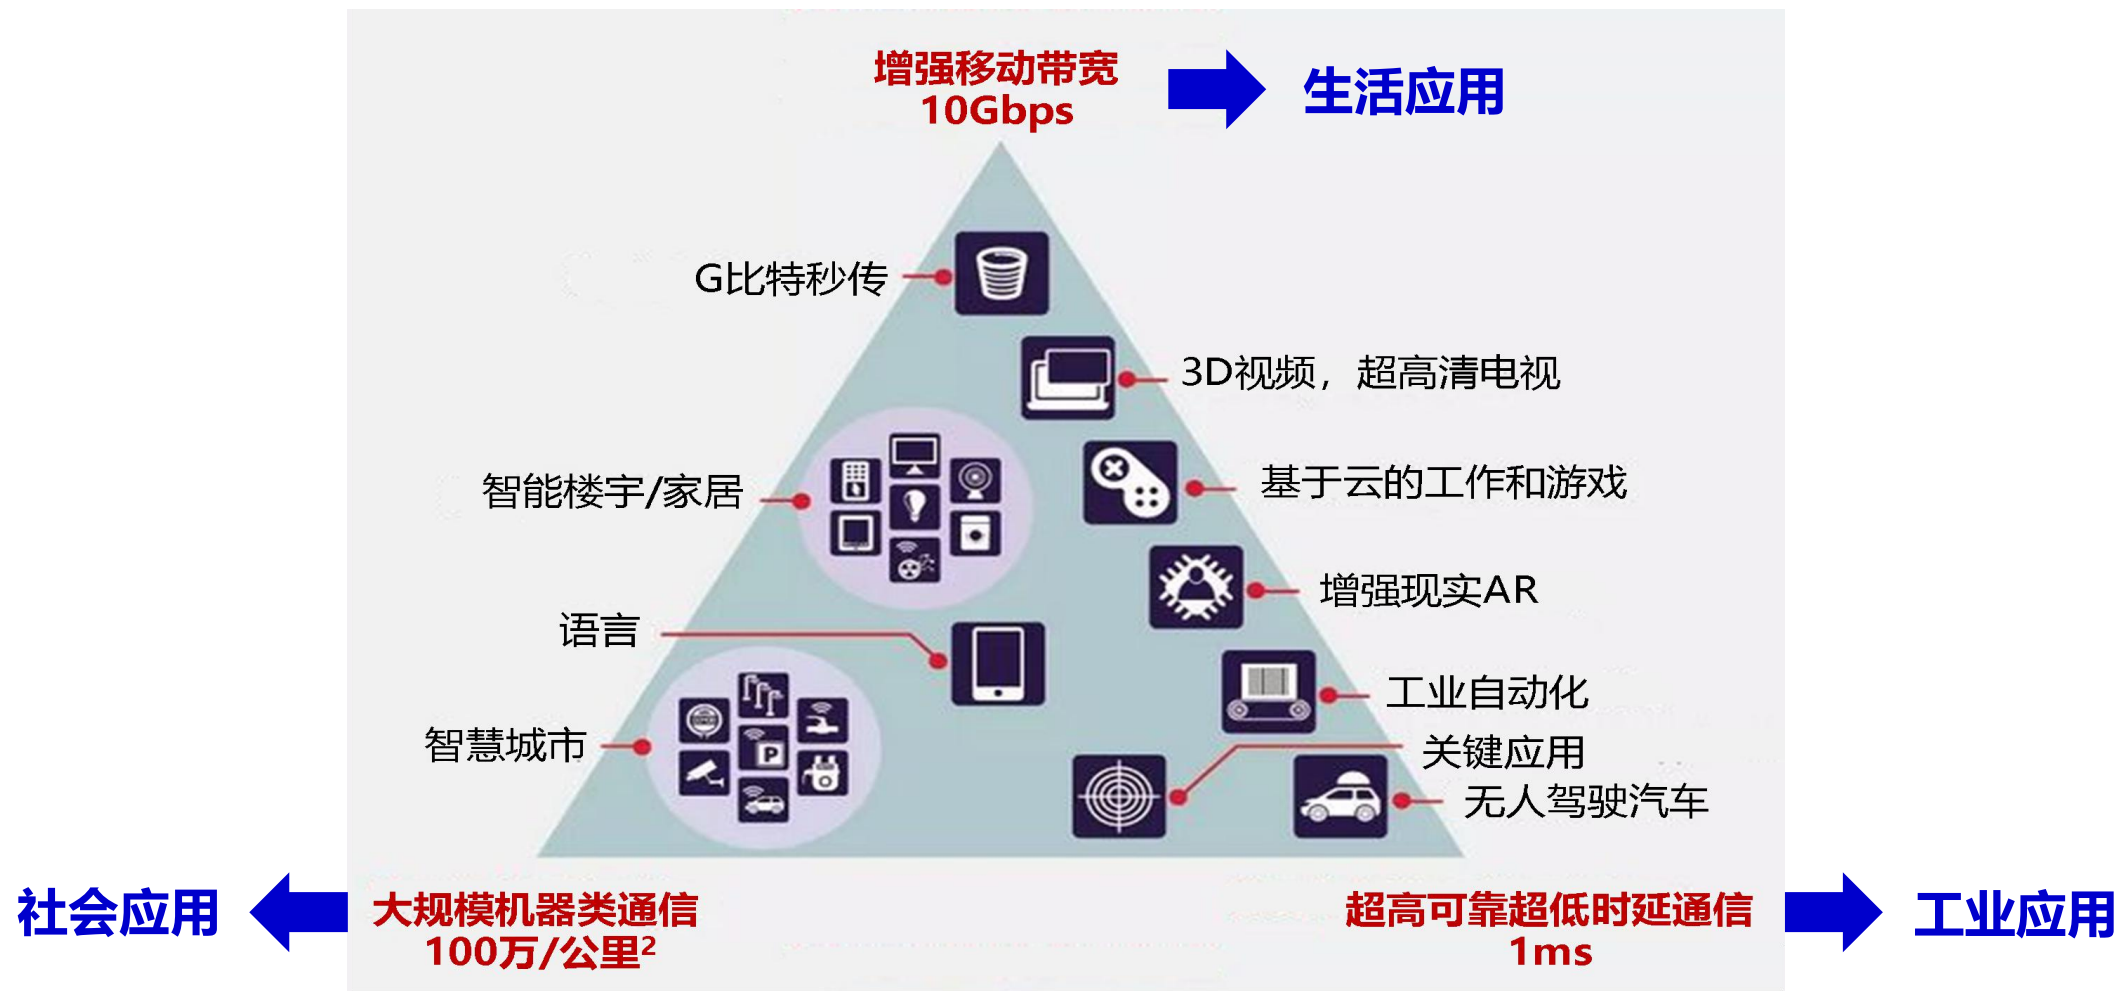 增强移动带宽
10Gbps
生活应用
G比特秒传
3D视频，超高清电视
智能楼宇/家居
基于云的工作和游戏
增强现实AR
语言
工业自动化
智慧城市
关键应用
无人驾驶汽车
P
社会应用
大规模机器类通信
100万/公里²
超高可靠超低时延通信
1ms
工业应用